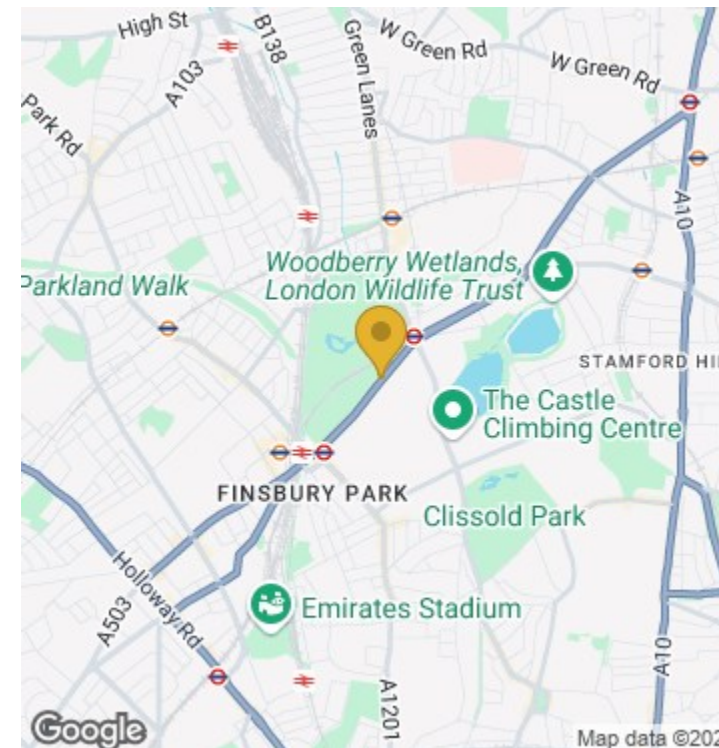 High St
B138
W Green Rd
W Green Rd
A103
Green Lanes
Park Rd
A10
Woodberry Wetlands,
London Wildlife Trust
Parkland Walk
STAMFORD HI
The Castle
Climbing Centre
FINSBURY PARK
Clissold Park
Holloway Rd
A503
Emirates Stadium
A10
A1201
Google
Map data ©202